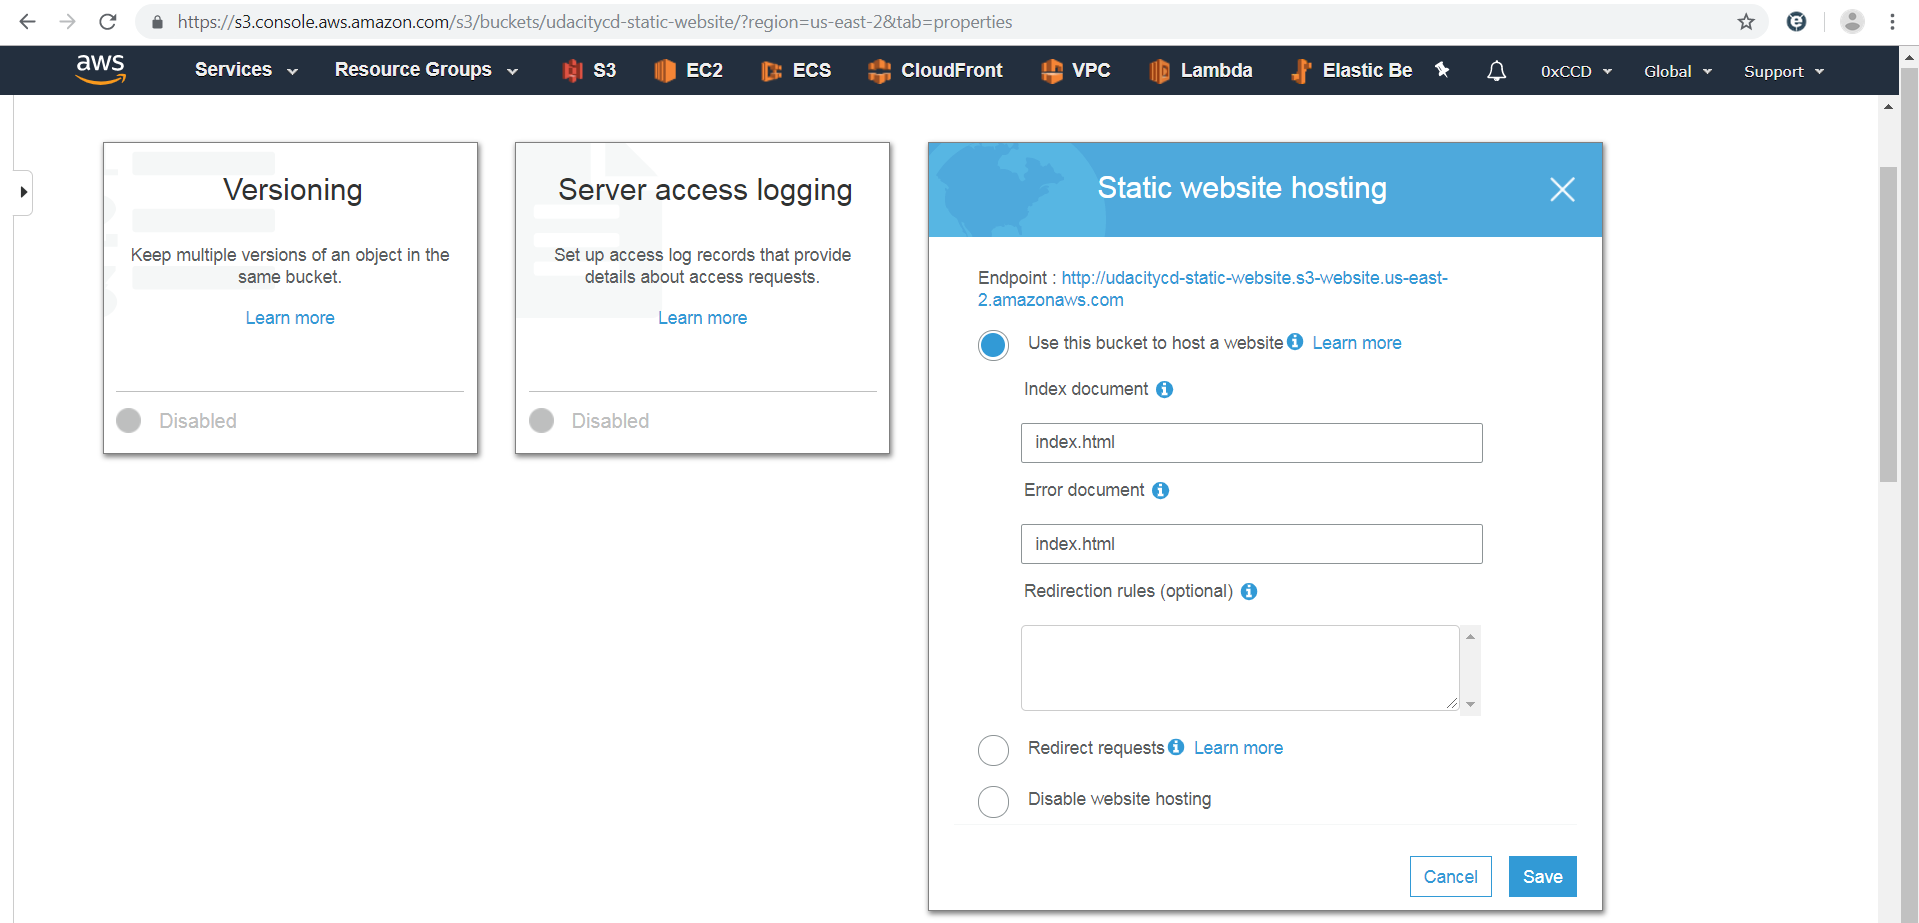 https://s3.console.aws.amazon.com/s3/buckets/udacitycd-static-website/?region=us-east-2&tab=properties
aws Services Resource Groups S3 EC2 ECS CloudFront VPC Lambda Elastic Be 0xCCD Global Support
Versioning
Keep multiple versions of an object in the
same bucket.
Learn more
Disabled
Server access logging
Set up access log records that provide
details about access requests.
Learn more
Disabled
Static website hosting
Endpoint : http://udacitycd-static-website.s3-website.us-east-
2.amazonaws.com
Use this bucket to host a website Learn more
Index document
index.html
Error document
index.html
Redirection rules (optional)
Redirect requests Learn more
Disable website hosting
Cancel Save